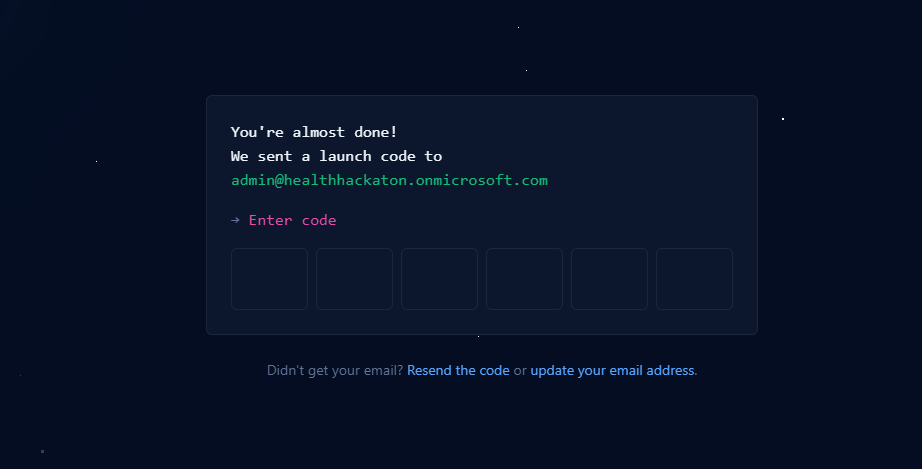 You're almost done!
We sent a launch code to
admin@healthhackaton.onmicrosoft.com
→ Enter code
Didn't get your email? Resend the code or update your email address.